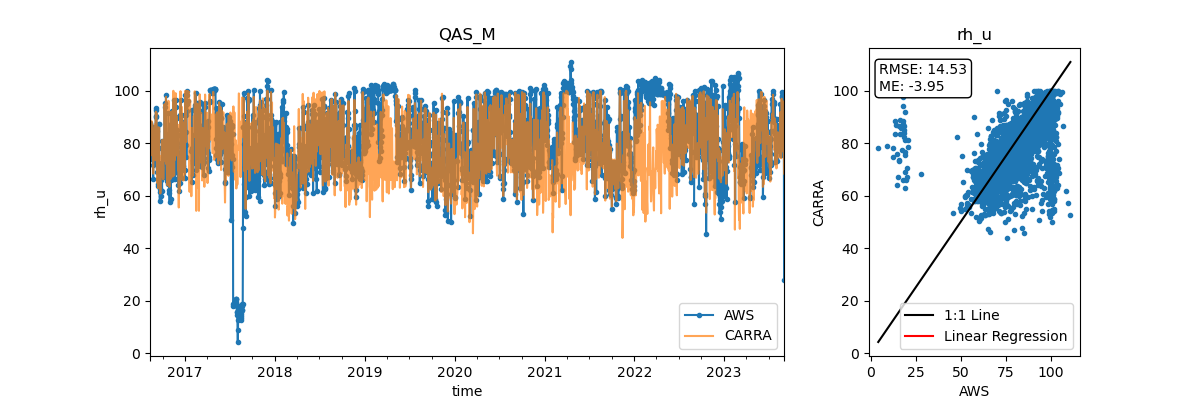 QAS_M
rh_u
100
80
60
40
20
0
2017
2018
2019
2020
2021
2022
2023
time
AWS
CARRA
rh_u
CARRA
100
80
60
40
20
0
RMSE: 14.53
ME: -3.95
1:1 Line
Linear Regression
0
25
50
75
100
AWS